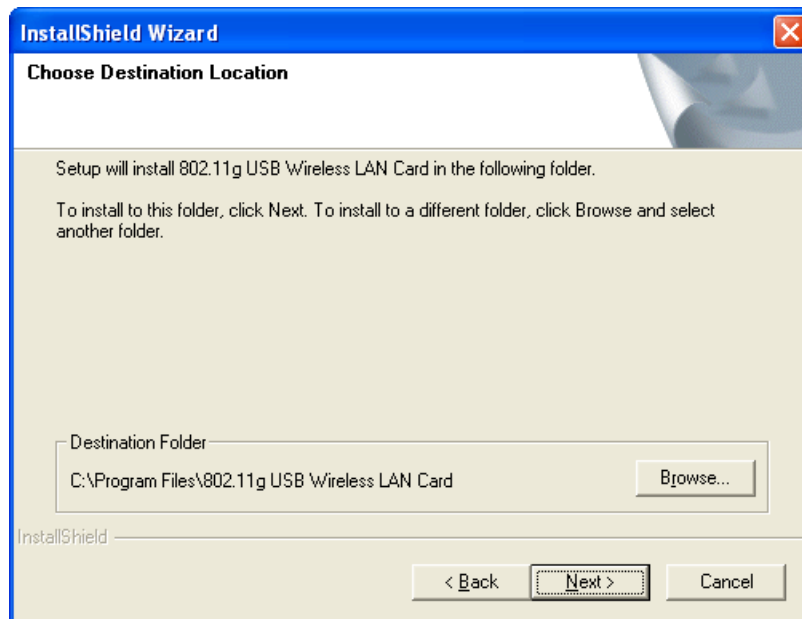 InstallShield Wizard
Choose Destination Location
Setup will install 802.11g USB Wireless LAN Card in the following folder.
To install to this folder, click Next. To install to a different folder, click Browse and select
another folder.
Destination Folder
C:\Program Files\802.11g USB Wireless LAN Card
Browse...
InstallShield
< Back
Next >
Cancel